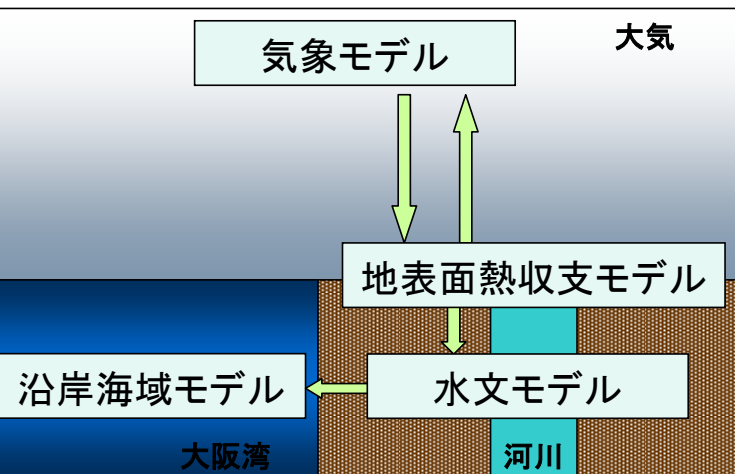 大気
気象モデル
地表面熱収支モデル
沿岸海域モデル
水文モデル
大阪湾
河川